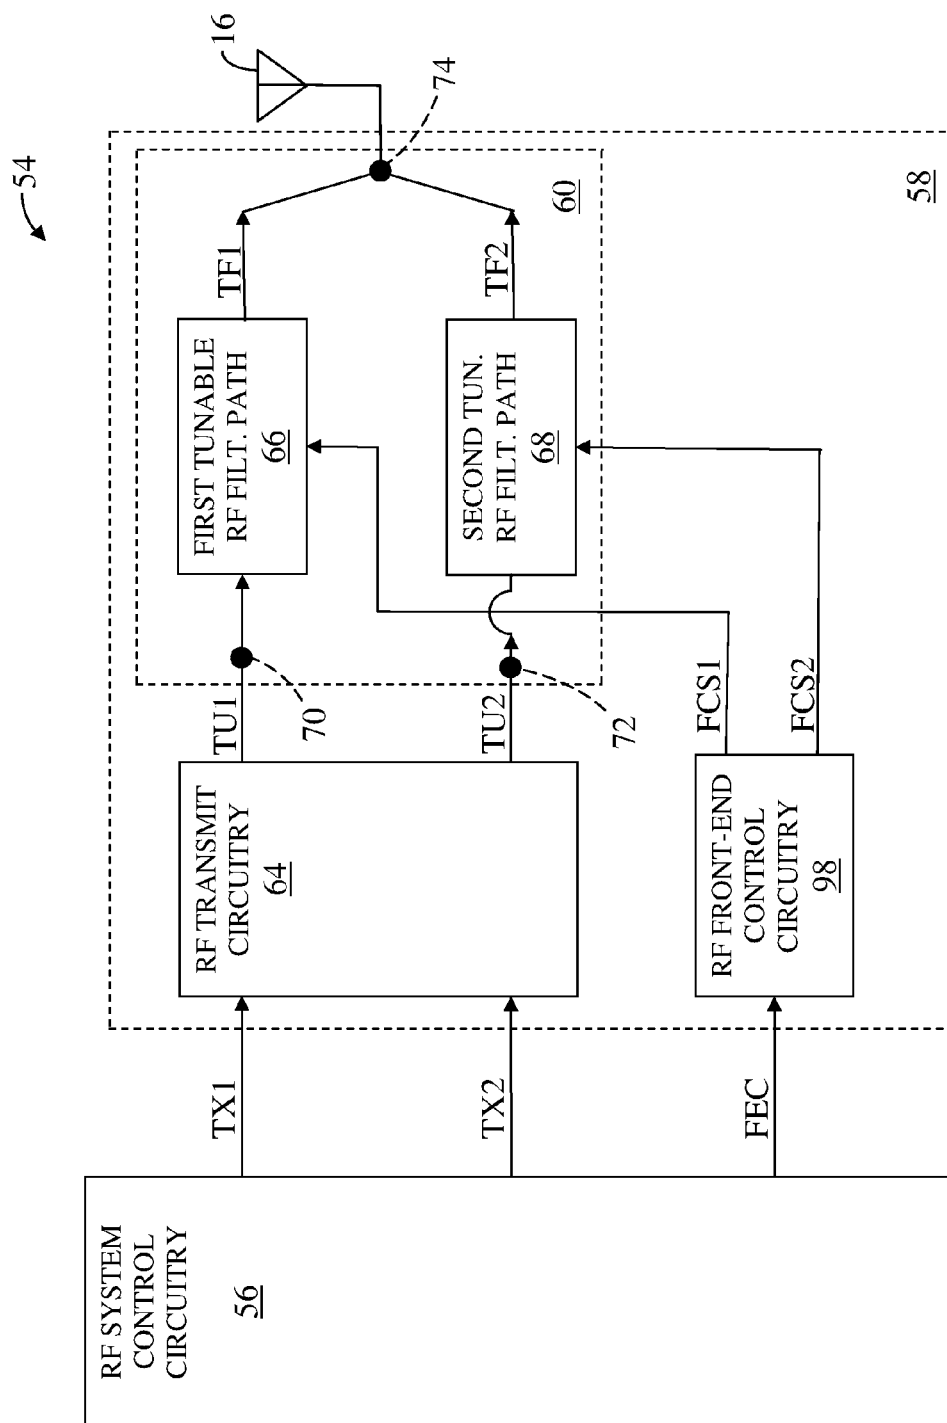 54
16
74
RF SYSTEM
CONTROL
CIRCUITRY
56
TX1
TX2
FEC
RF TRANSMIT
CIRCUITRY
64
TU1
TU2
70
72
FIRST TUNABLE
RF FILT. PATH
66
SECOND TUN.
RF FILT. PATH
68
TF1
TF2
60
RF FRONT-END
CONTROL
CIRCUITRY
98
FCS1
FCS2
58